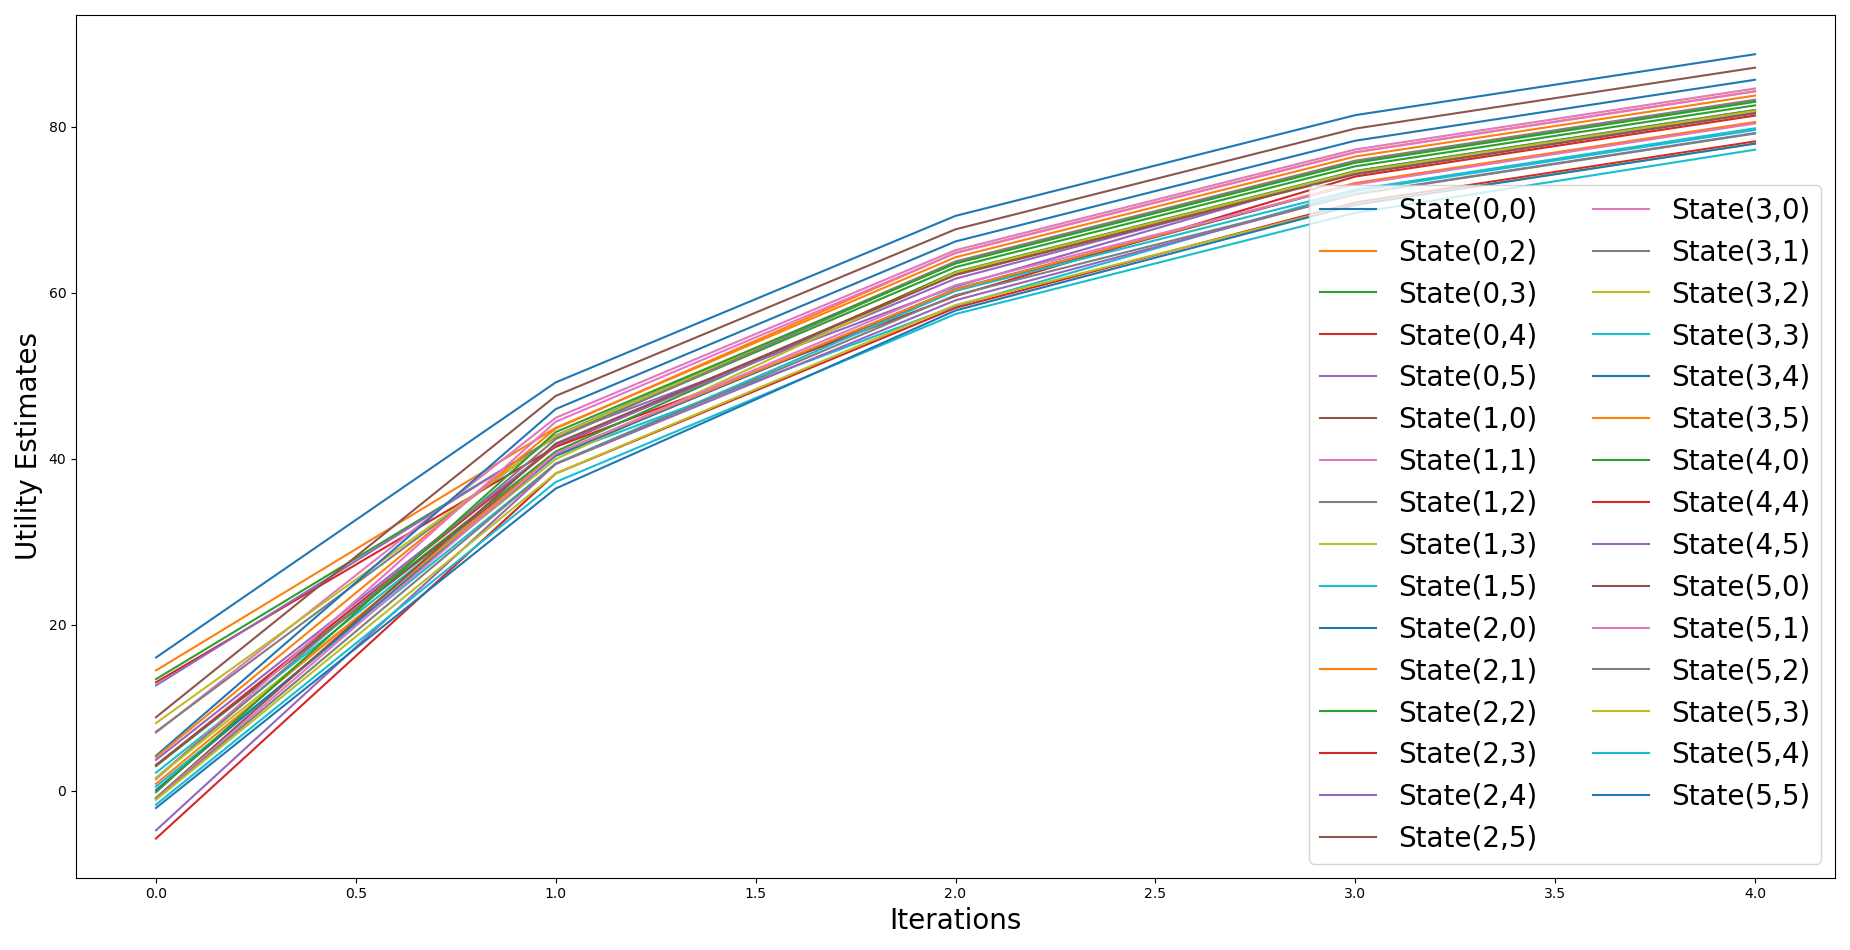 Utility Estimates
80
60
40
20
0
0.0 0.5 1.0 1.5 2.0 2.5 3.0 3.5 4.0
Iterations
State(0,0)
State(0,2)
State(0,3)
State(0,4)
State(0,5)
State(1,0)
State(1,1)
State(1,2)
State(1,3)
State(1,5)
State(2,0)
State(2,1)
State(2,2)
State(2,3)
State(2,4)
State(2,5)
State(3,0)
State(3,1)
State(3,2)
State(3,3)
State(3,4)
State(3,5)
State(4,0)
State(4,4)
State(4,5)
State(5,0)
State(5,1)
State(5,2)
State(5,3)
State(5,4)
State(5,5)